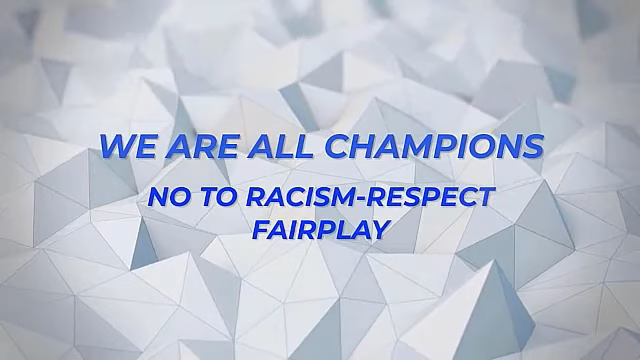 WE ARE ALL CHAMPIONS
NO TO RACISM-RESPECT
FAIRPLAY